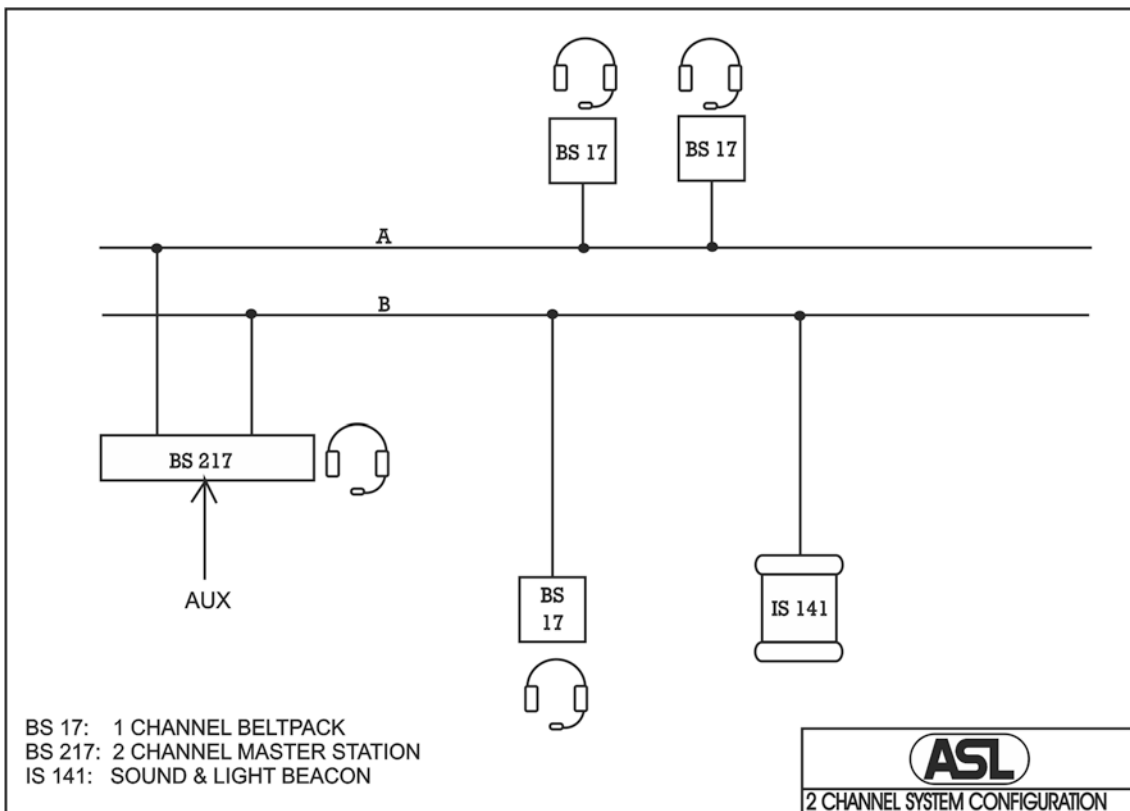 BS 17
BS 17
A
B
BS 217
AUX
BS
17
IS 141
BS 17: 1 CHANNEL BELTPACK
BS 217: 2 CHANNEL MASTER STATION
IS 141: SOUND & LIGHT BEACON
ASL
2 CHANNEL SYSTEM CONFIGURATION